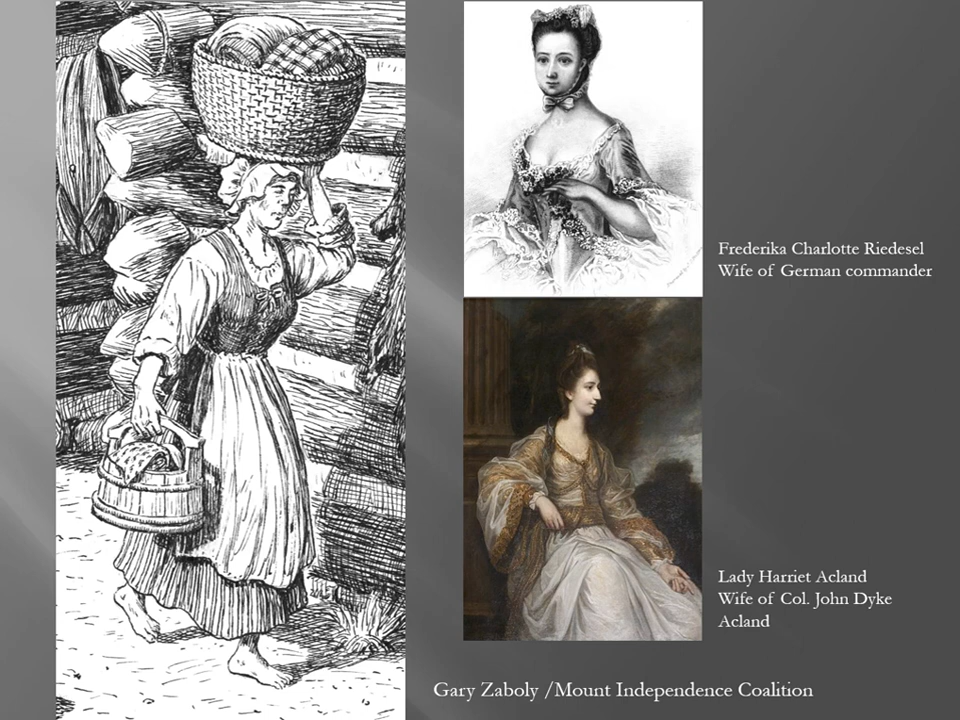 Frederika Charlotte Riedesel
Wife of German commander
Lady Harriet Acland
Wife of Col. John Dyke
Acland
Gary Zaboly /Mount Independence Coalition